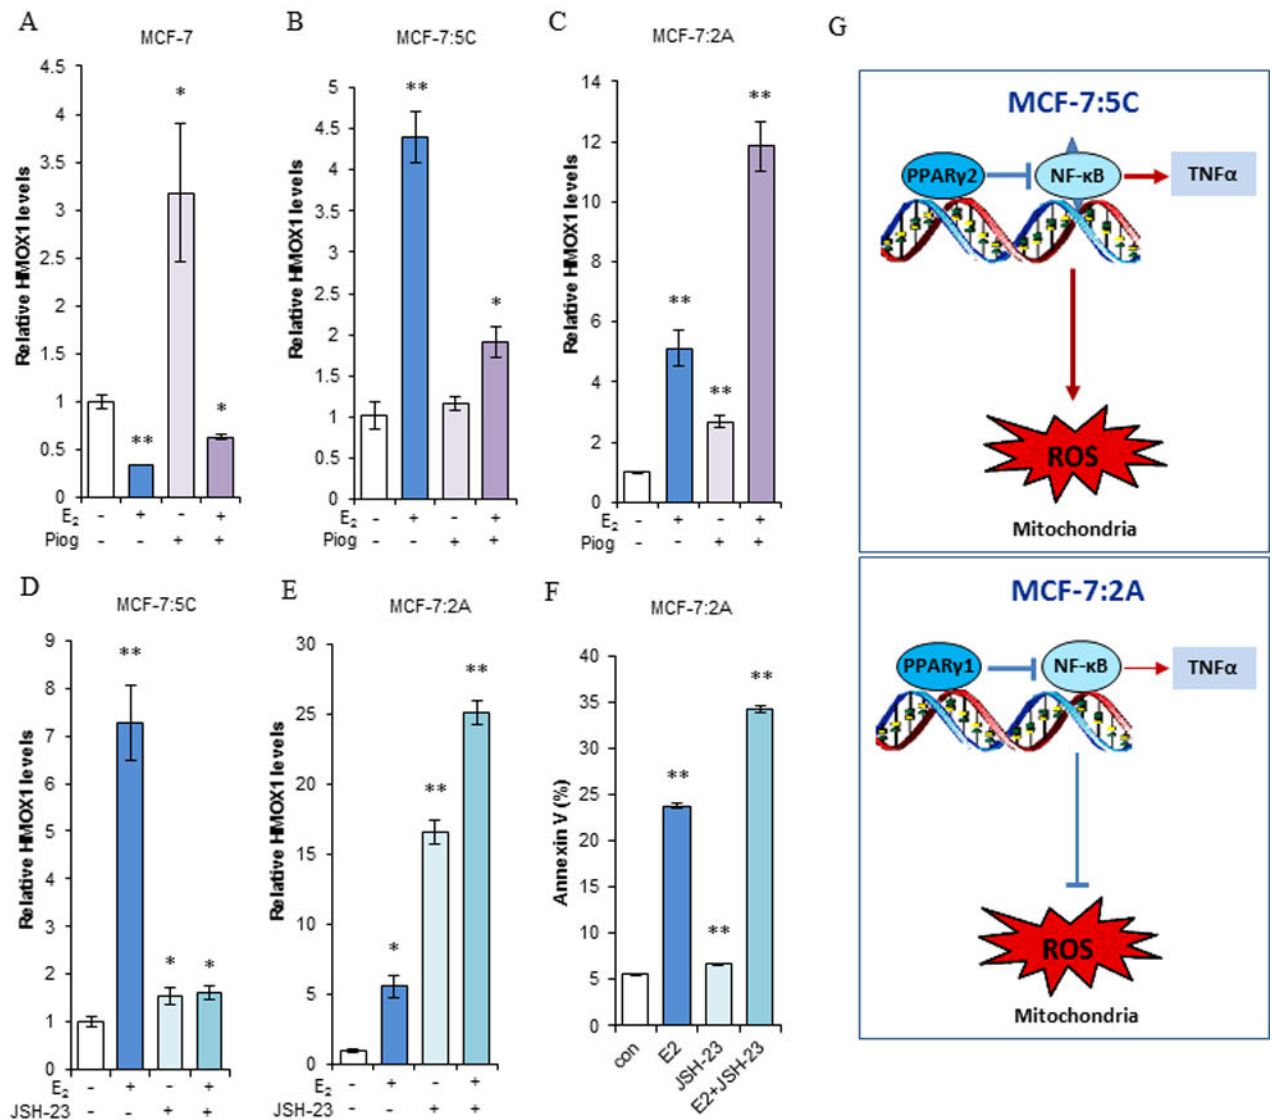 A
MCF-7
Relative HMOX1 levels
4.5
4
3.5
3
2.5
2
1.5
1
0.5
0
*
**
*
E₂ - + - +
Piog - - + +
B
MCF-7:5C
Relative HMOX1 levels
5
4.5
4
3.5
3
2.5
2
1.5
1
0.5
0
**
*
E₂ - + - +
Piog - - + +
C
MCF-7:2A
Relative HMOX1 levels
14
12
10
8
6
4
2
0
**
**
**
E₂ - + - +
Piog - - + +
D
MCF-7:5C
Relative HMOX1 levels
9
8
7
6
5
4
3
2
1
0
**
*
*
E₂ - + - +
JSH-23 - - + +
E
MCF-7:2A
Relative HMOX1 levels
30
25
20
15
10
5
0
*
**
**
E₂ - + - +
JSH-23 - - + +
F
MCF-7:2A
Annexin V (%)
40
35
30
25
20
15
10
5
0
**
**
**
con
E2
JSH-23
E2+JSH-23
G
MCF-7:5C
PPARγ2
NF-κB
TNFα
ROS
Mitochondria
MCF-7:2A
PPARγ1
NF-κB
TNFα
ROS
Mitochondria